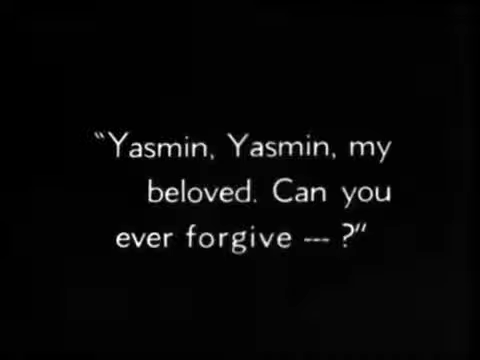 "Yasmin, Yasmin, my
beloved. Can you
ever forgive --- ?"